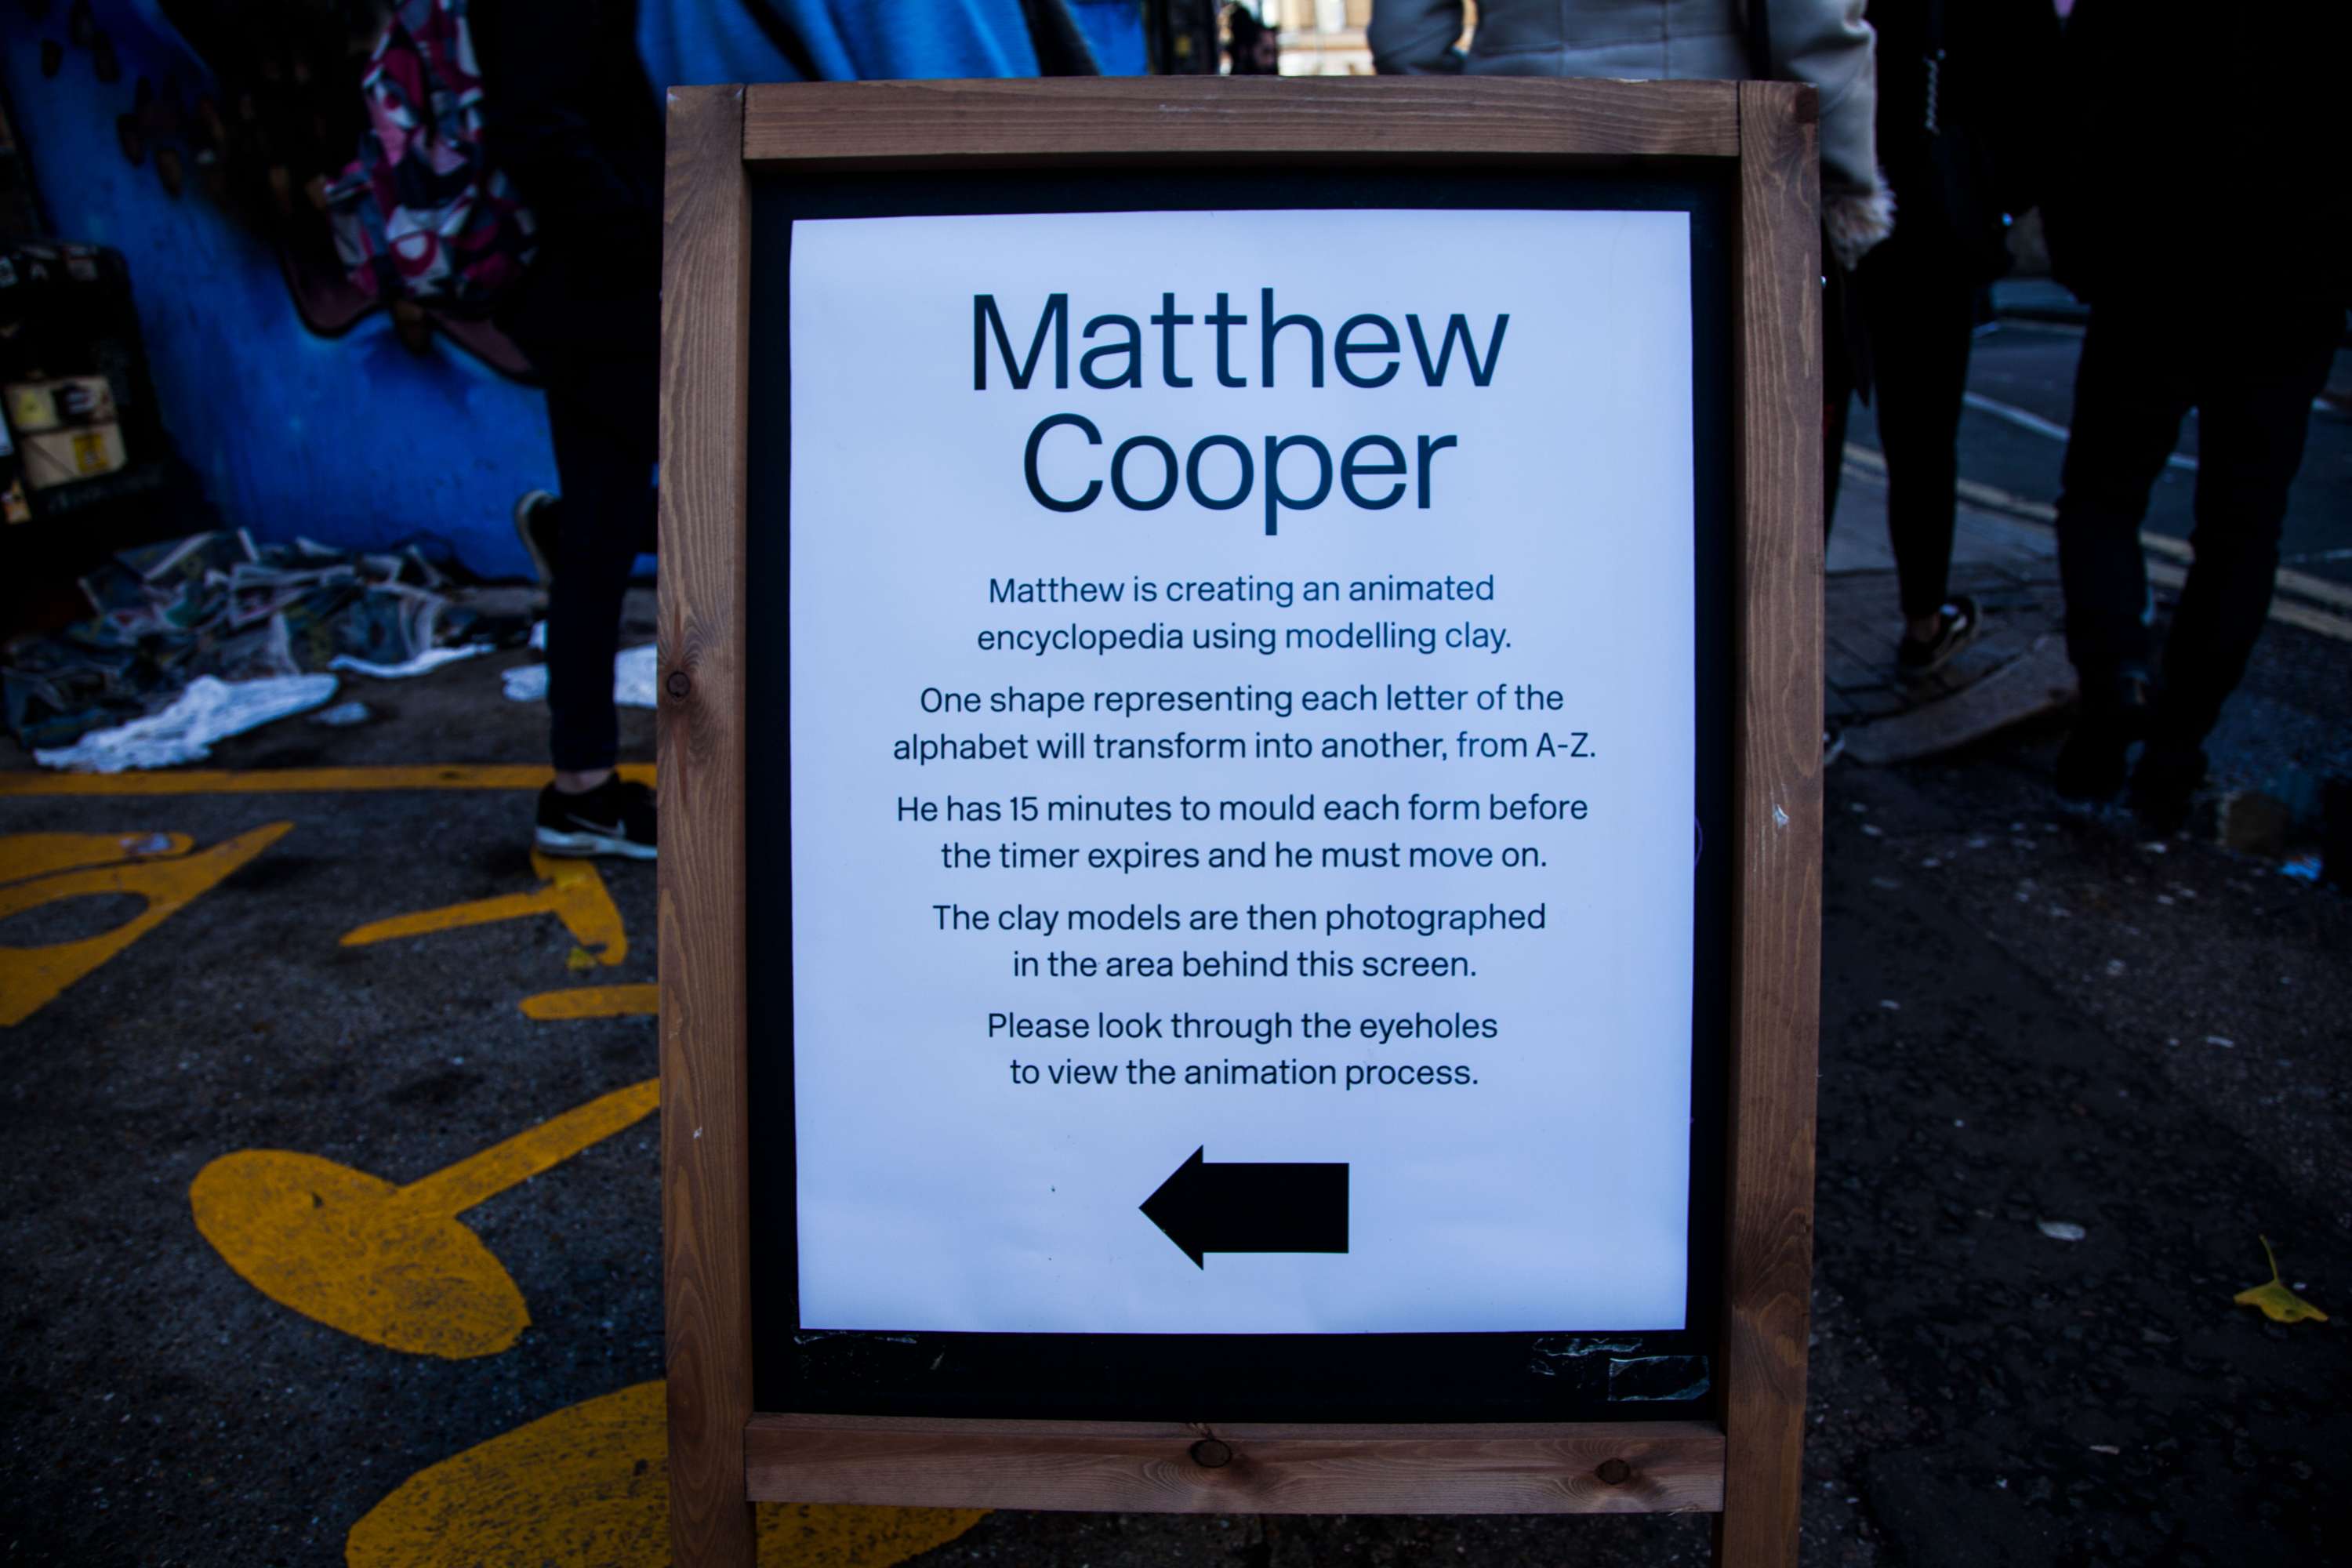 Matthew
Cooper
Matthew is creating an animated
encyclopedia using modelling clay.
One shape representing each letter of the
alphabet will transform into another, from A-Z.
He has 15 minutes to mould each form before
the timer expires and he must move on.
The clay models are then photographed
in the area behind this screen.
Please look through the eyeholes
to view the animation process.